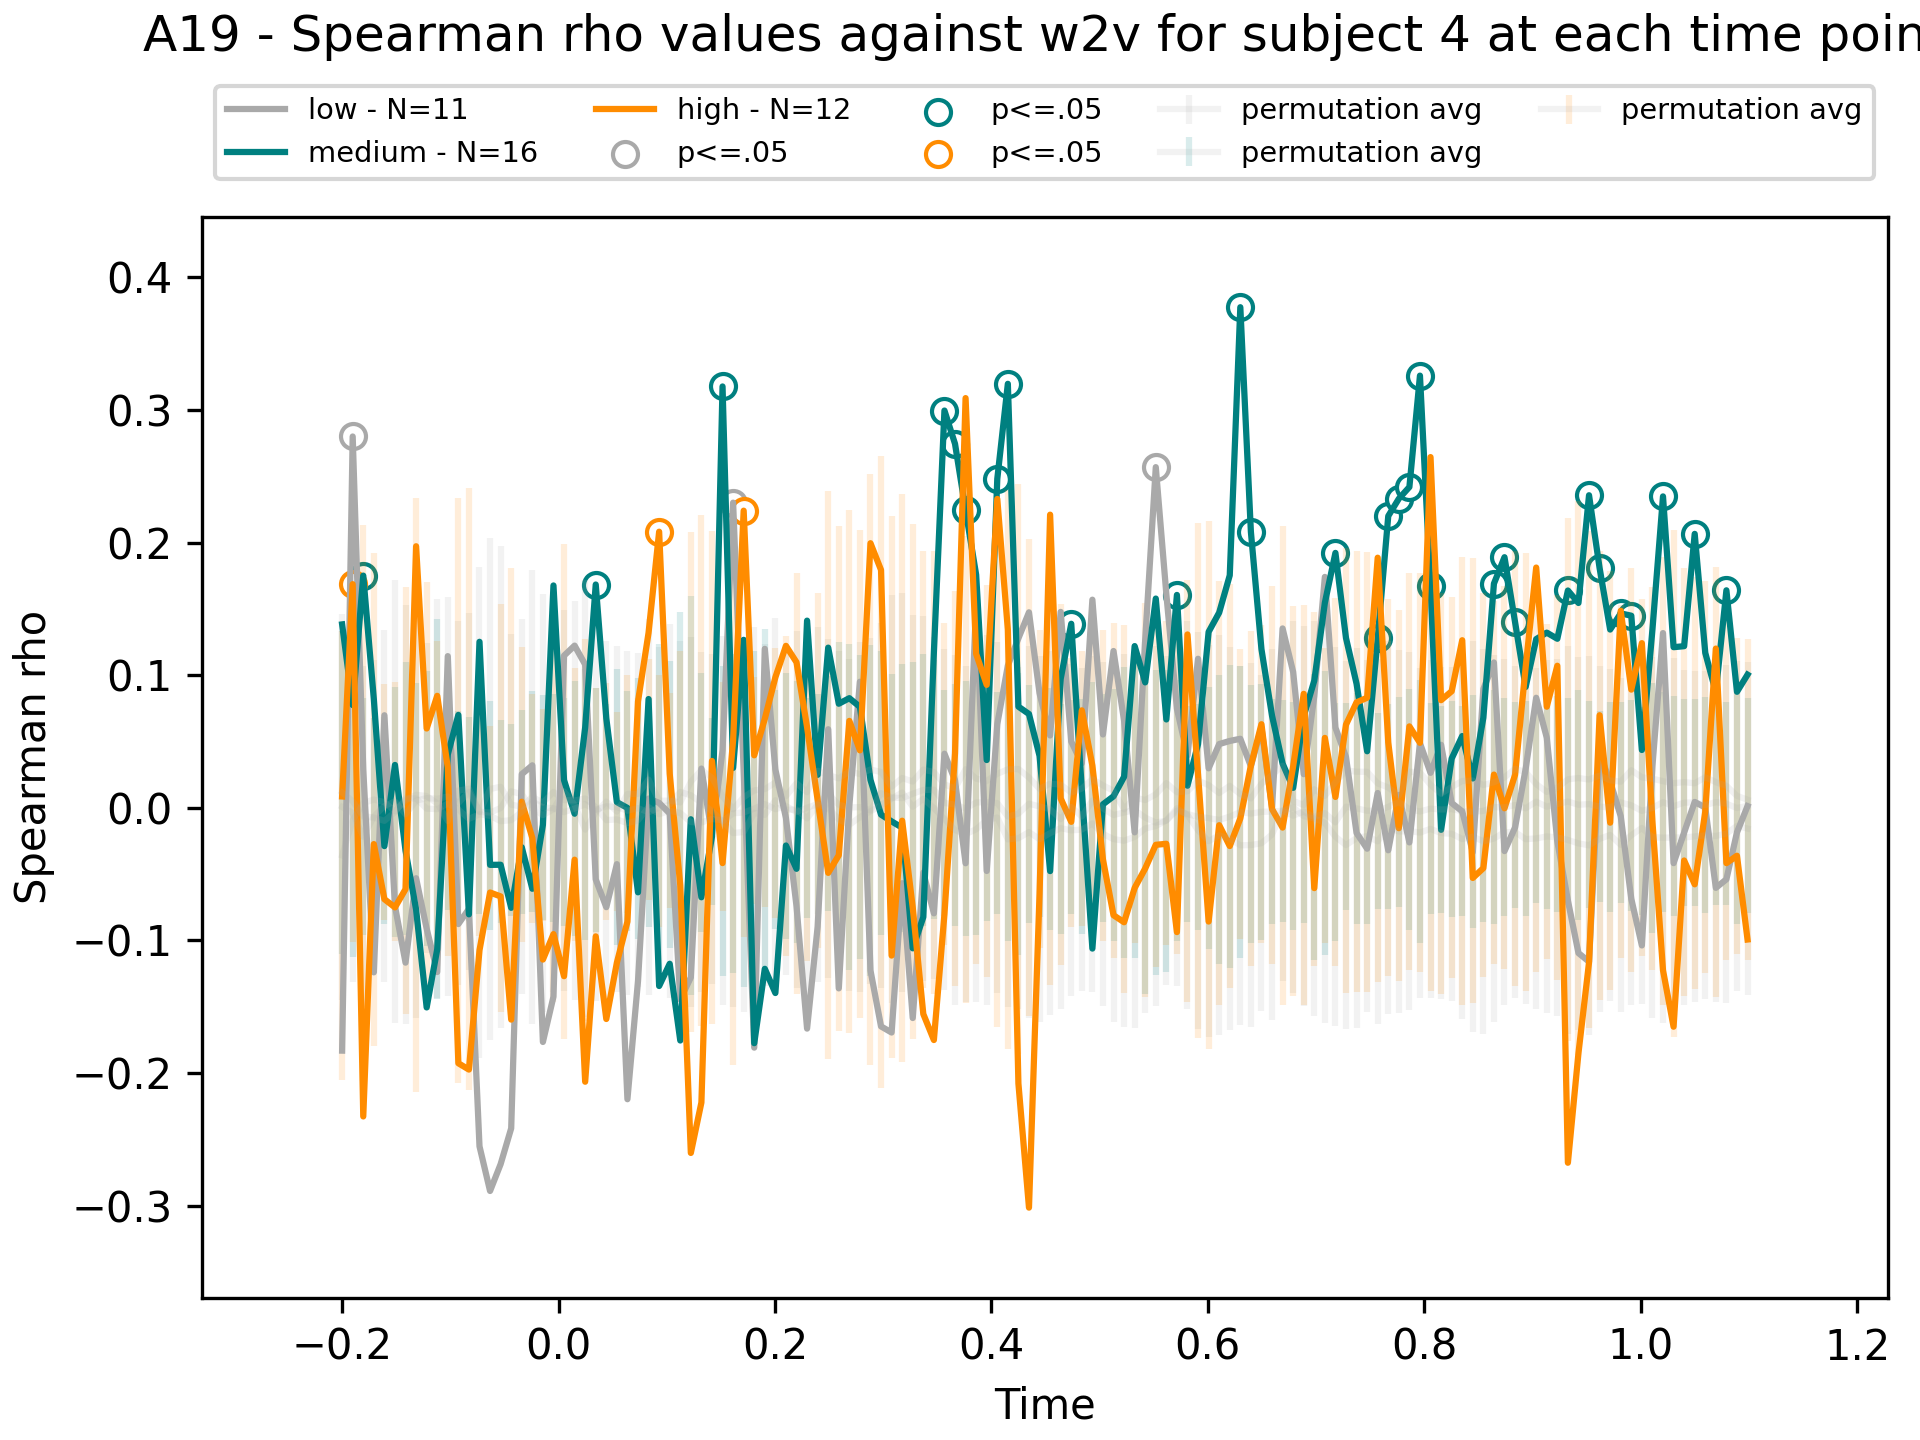 A19 - Spearman rho values against w2v for subject 4 at each time poin
low - N=11
medium - N=16
high - N=12
p<=.05
p<=.05
p<=.05
permutation avg
permutation avg
permutation avg
Spearman rho
0.4
0.3
0.2
0.1
0.0
−0.1
−0.2
−0.3
−0.2 0.0 0.2 0.4 0.6 0.8 1.0 1.2
Time